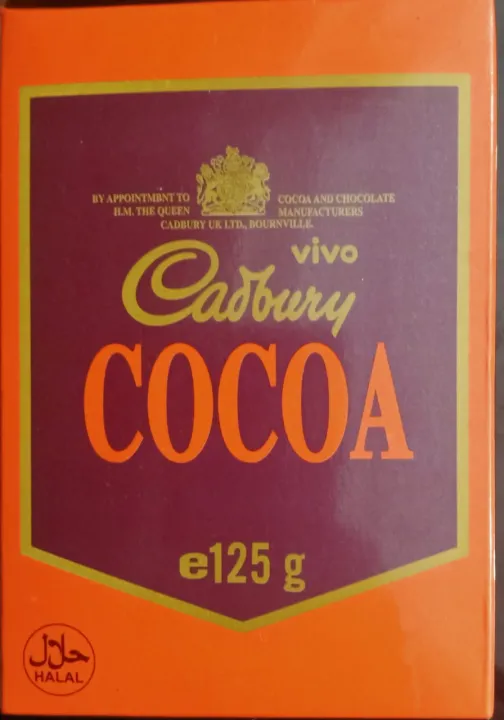 BY APPOINTMBNT TO
H.M. THE QUEEN
COCOA AND CHOCOLATE
MANUFACTURERS
CADBURY UK LTD., BOURNVILLE.
vivo
Cadbury
COCOA
e125 g
حلال
HALAL